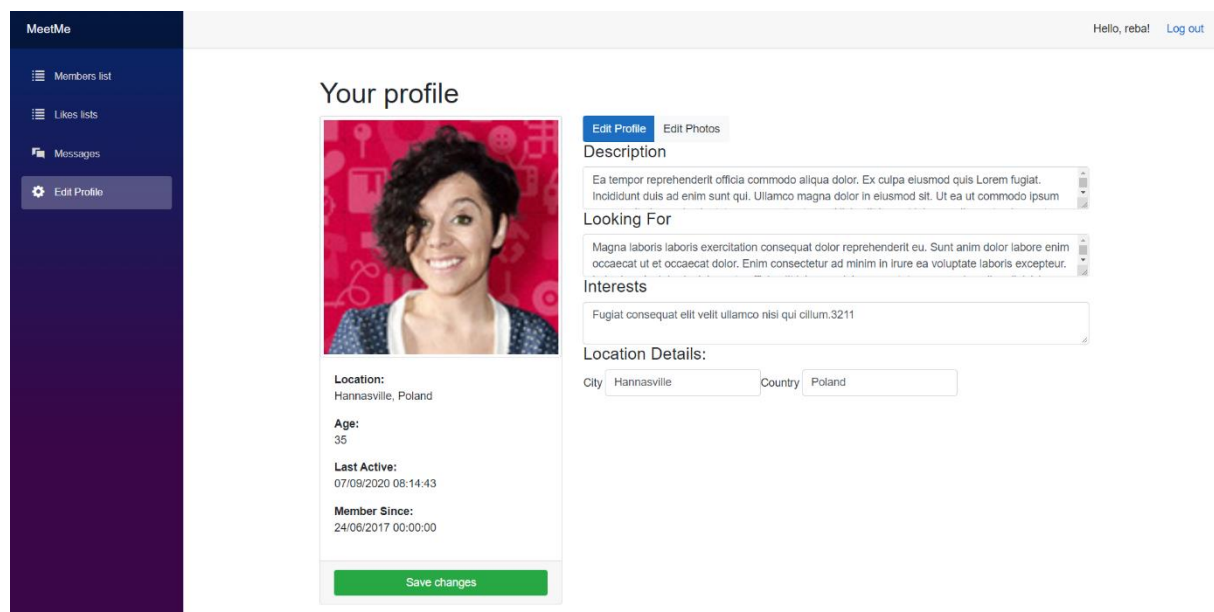 MeetMe
Hello, reba! Log out
Members list
Likes lists
Messages
Edit Profile
Your profile
Location:
Hannasville, Poland
Age:
35
Last Active:
07/09/2020 08:14:43
Member Since:
24/06/2017 00:00:00
Save changes
Edit Profile Edit Photos
Description
Ea tempor reprehenderit officia commodo aliqua dolor. Ex culpa eiusmod quis Lorem fugiat.
Incididunt duis ad enim sunt qui. Ullamco magna dolor in eiusmod sit. Ut ea ut commodo ipsum
Looking For
Magna laboris laboris exercitation consequat dolor reprehenderit eu. Sunt anim dolor labore enim
occaecat ut et occaecat dolor. Enim consectetur ad minim in irure ea voluptate laboris excepteur.
Interests
Fugiat consequat elit velit ullamco nisi qui cillum.3211
Location Details:
City Hannasville Country Poland